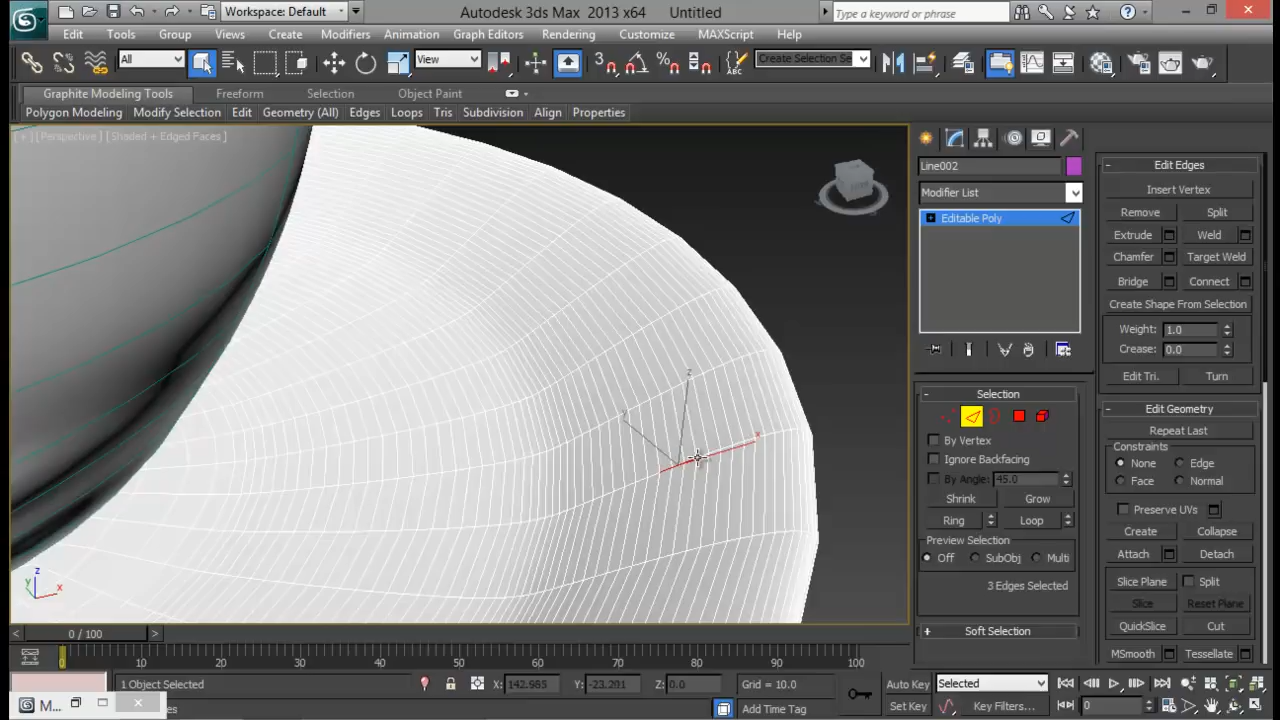 Workspace: Default
Autodesk 3ds Max 2013 x64
Untitled
Type a keyword or phrase
Edit
Tools
Group
Views
Create
Modifiers
Animation
Graph Editors
Rendering
Customize
MAXScript
Help
All
View
Create Selection Se
Graphite Modeling Tools
Freeform
Selection
Object Paint
Polygon Modeling
Modify Selection
Edit
Geometry (All)
Edges
Loops
Tris
Subdivision
Align
Properties
[ + ] [Perspective ] [ Shaded + Edged Faces ]
Line002
Modifier List
Editable Poly
Selection
By Vertex
Ignore Backfacing
By Angle: 45.0
Shrink
Grow
Ring
Loop
Preview Selection
Off
SubObj
Multi
3 Edges Selected
Soft Selection
Edit Edges
Insert Vertex
Remove
Split
Extrude
Weld
Chamfer
Target Weld
Bridge
Connect
Create Shape From Selection
Weight: 1.0
Crease: 0.0
Edit Tri.
Turn
Edit Geometry
Repeat Last
Constraints
None
Edge
Face
Normal
Preserve UVs
Create
Collapse
Attach
Detach
Slice Plane
Split
Slice
Reset Plane
QuickSlice
Cut
MSmooth
Tessellate
z
x
z
y
x
0 / 100
0 10 20 30 40 50 60 70 80 90 100
1 Object Selected
X: 142.985
Y: -23.291
Z: 0.0
Grid = 10.0
Auto Key
Selected
M...
Add Time Tag
Set Key
Key Filters...
0